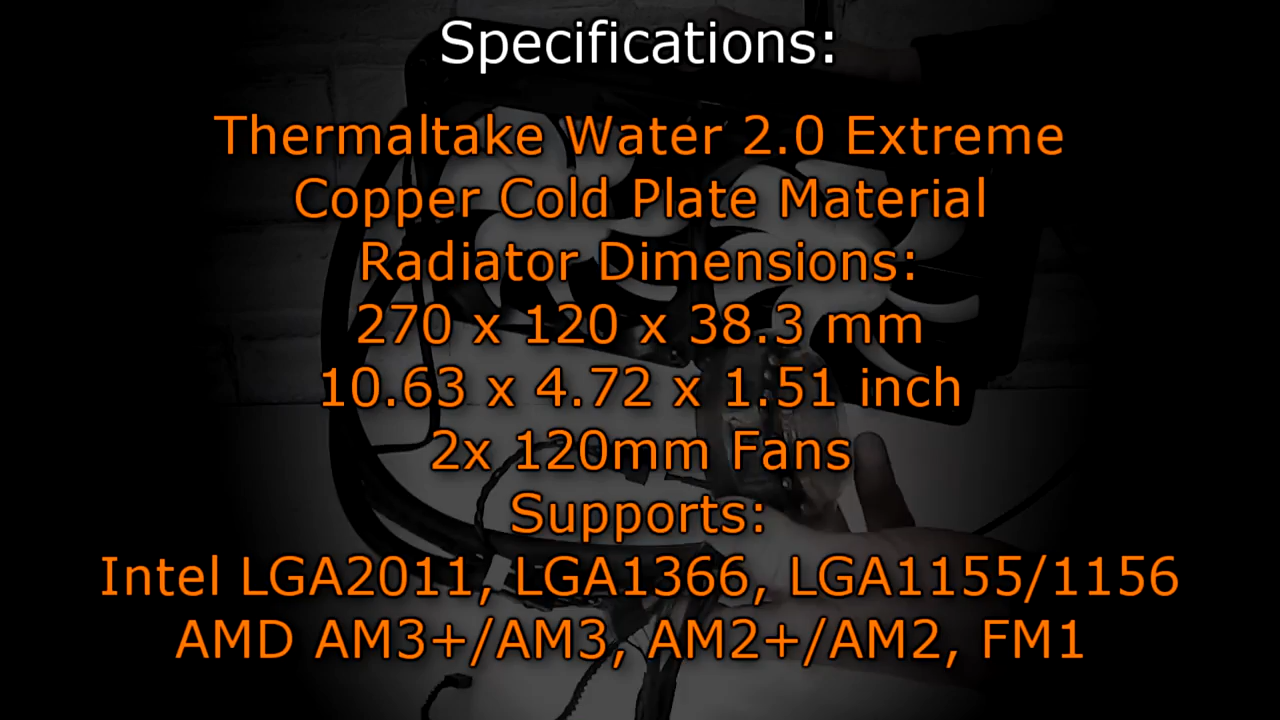 Specifications:
Thermaltake Water 2.0 Extreme
Copper Cold Plate Material
Radiator Dimensions:
270 x 120 x 38.3 mm
10.63 x 4.72 x 1.51 inch
2x 120mm Fans
Supports:
Intel LGA2011, LGA1366, LGA1155/1156
AMD AM3+/AM3, AM2+/AM2, FM1